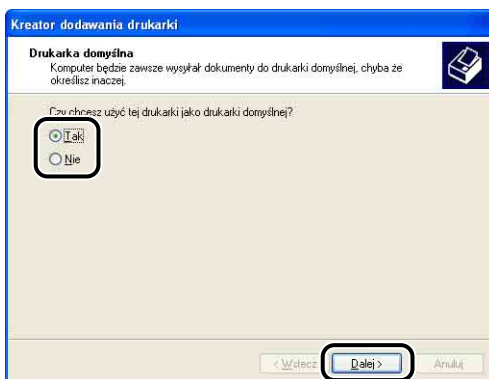 Kreator dodawania drukarki
Drukarka domyślna
Komputer będzie zawsze wysyłał dokumenty do drukarki domyślnej, chyba że
określisz inaczej.
Czy chcesz użyć tej drukarki jako drukarki domyślnej?
Tak
Nie
< Wstecz Dalej > Anuluj